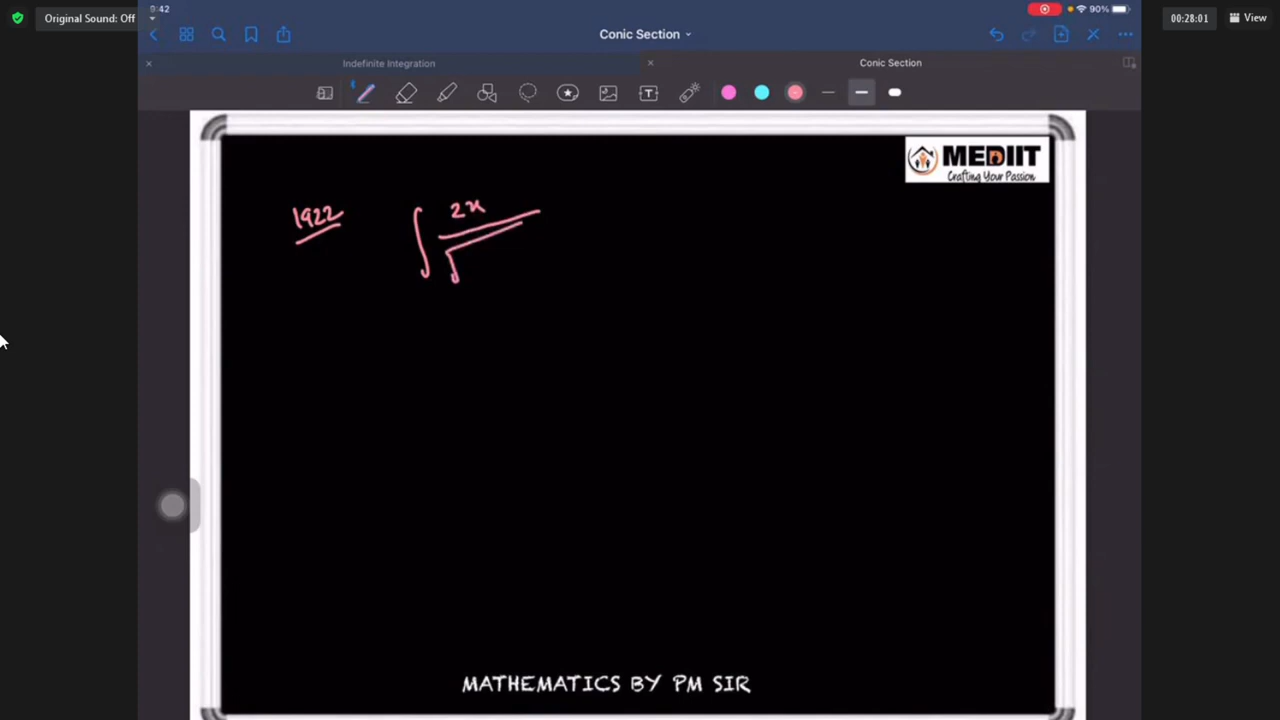 Original Sound: Off
:42
90%
00:28:01
View
Conic Section
Indefinite Integration
Conic Section
MEDIIT
Crafting Your Passion
1922 ∫ 2x / √
MATHEMATICS BY PM SIR